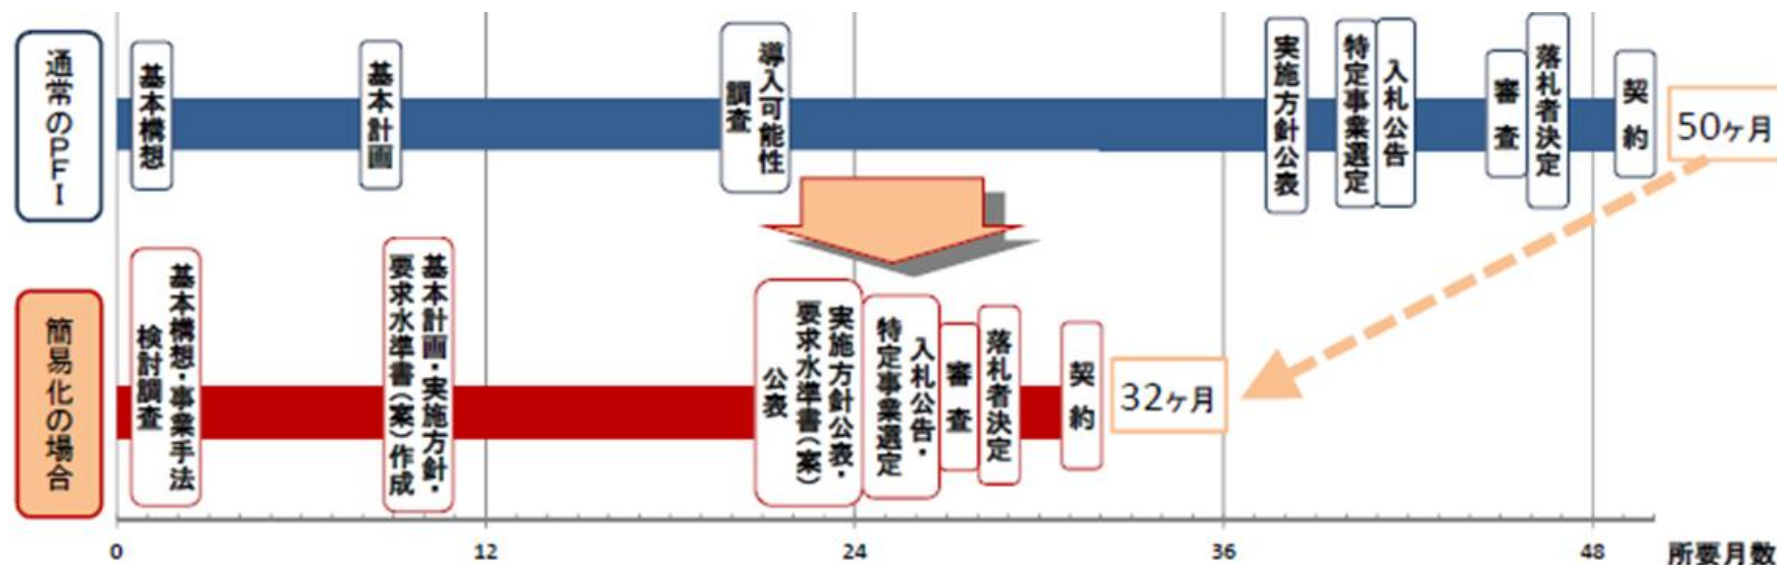 通常のPFI
基本構想
基本計画
導入可能性
調査
実施方針公表
特定事業選定
入札公告
審査
落札者決定
契約
50ヶ月
簡易化の場合
基本構想・事業手法
検討調査
基本計画・実施方針・
要求水準書(案)作成
実施方針公表・
要求水準書(案)
公表
入札公告・
特定事業選定
審査
落札者決定
契約
32ヶ月
0 12 24 36 48 所要月数